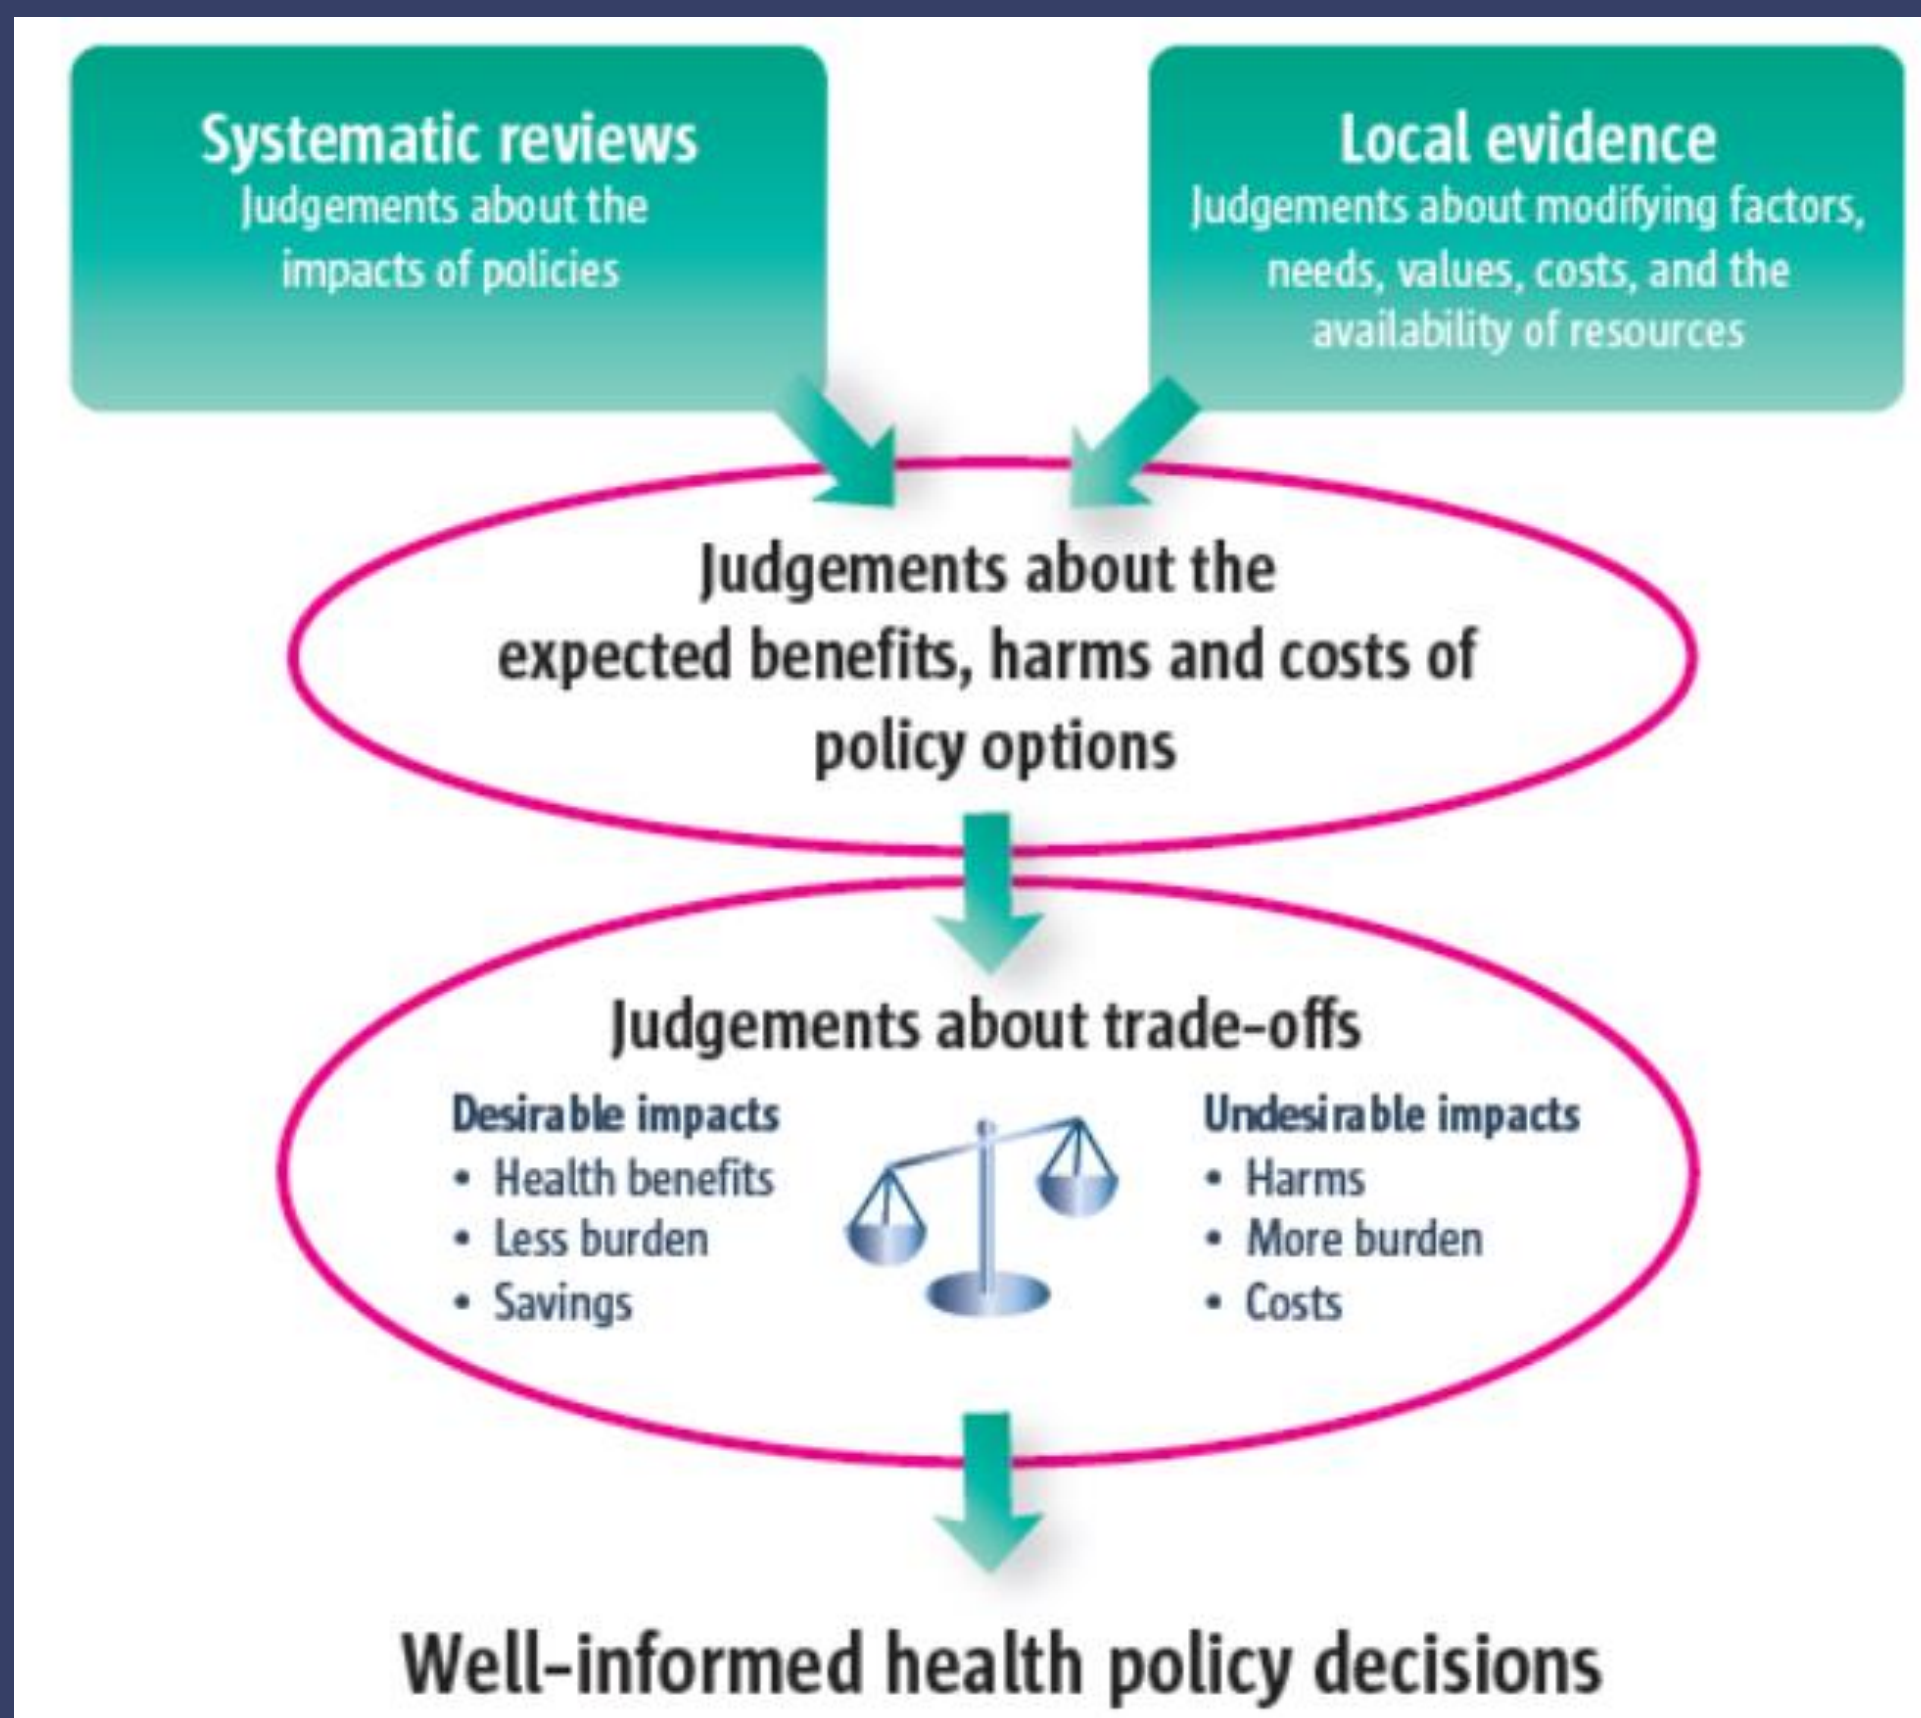 Systematic reviews
Judgements about the
impacts of policies
Local evidence
Judgements about modifying factors,
needs, values, costs, and the
availability of resources
Judgements about the
expected benefits, harms and costs of
policy options
Judgements about trade-offs
Desirable impacts
• Health benefits
• Less burden
• Savings
Undesirable impacts
• Harms
• More burden
• Costs
Well-informed health policy decisions